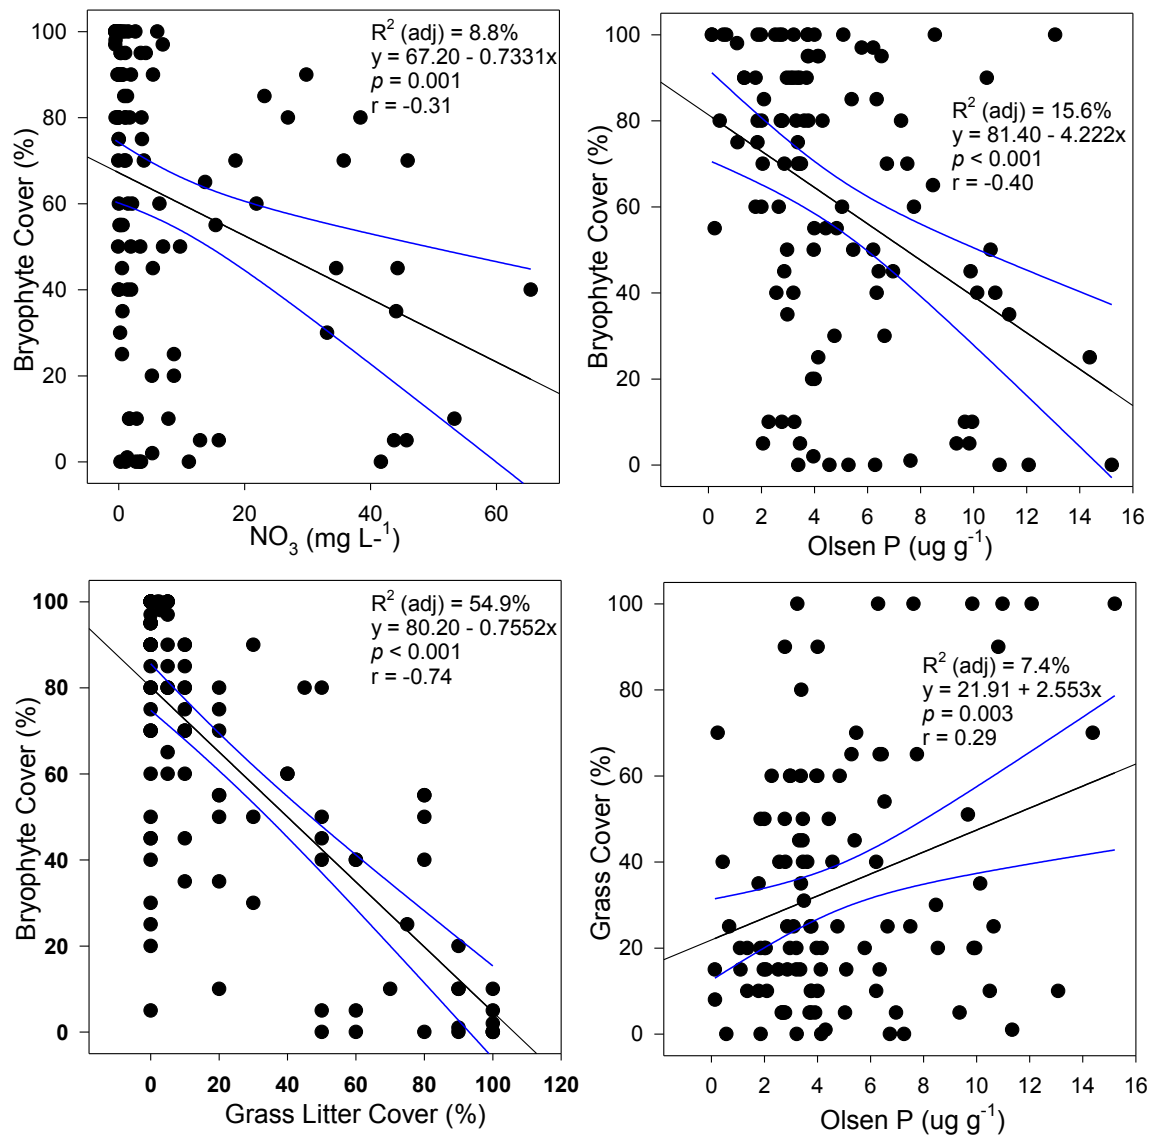 R² (adj) = 8.8%
y = 67.20 - 0.7331x
p = 0.001
r = -0.31
100
80
60
40
20
0
Bryophyte Cover (%)
0 20 40 60
NO₃ (mg L-¹)
R² (adj) = 15.6%
y = 81.40 - 4.222x
p < 0.001
r = -0.40
100
80
60
40
20
0
Bryophyte Cover (%)
0 2 4 6 8 10 12 14 16
Olsen P (ug g⁻¹)
R² (adj) = 54.9%
y = 80.20 - 0.7552x
p < 0.001
r = -0.74
100
80
60
40
20
0
Bryophyte Cover (%)
0 20 40 60 80 100 120
Grass Litter Cover (%)
R² (adj) = 7.4%
y = 21.91 + 2.553x
p = 0.003
r = 0.29
100
80
60
40
20
0
Grass Cover (%)
0 2 4 6 8 10 12 14 16
Olsen P (ug g⁻¹)